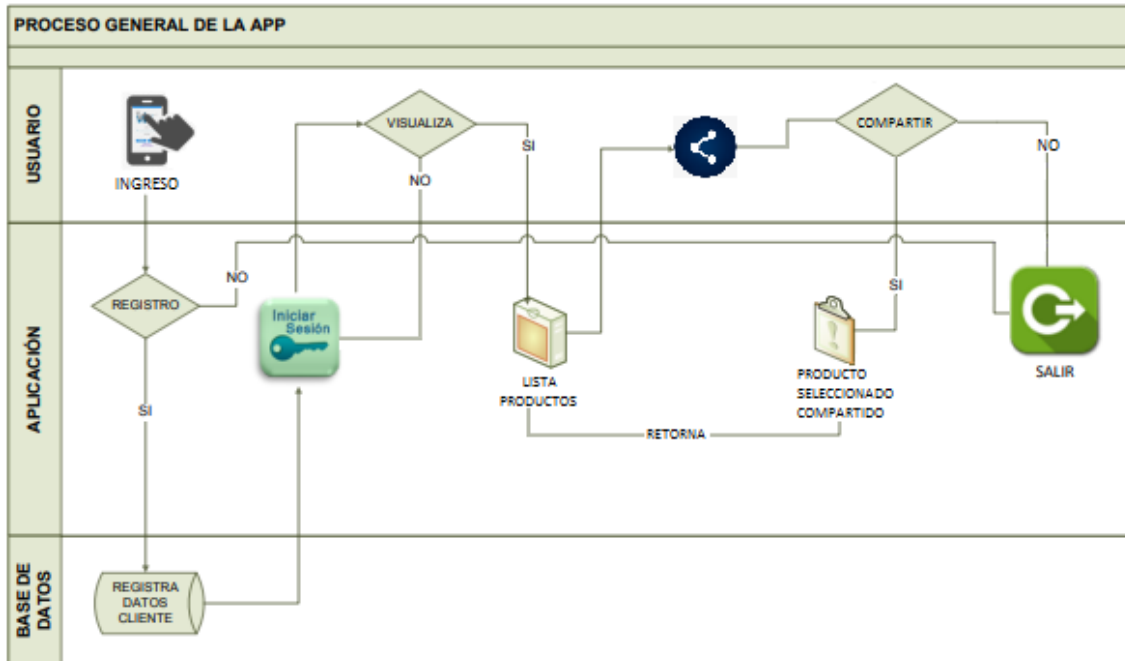 PROCESO GENERAL DE LA APP
USUARIO
INGRESO
VISUALIZA
SI
NO
COMPARTIR
NO
APLICACIÓN
REGISTRO
NO
SI
Iniciar
Sesión
LISTA
PRODUCTOS
RETORNA
SI
PRODUCTO
SELECCIONADO
COMPARTIDO
SALIR
BASE DE
DATOS
REGISTRA
DATOS
CLIENTE